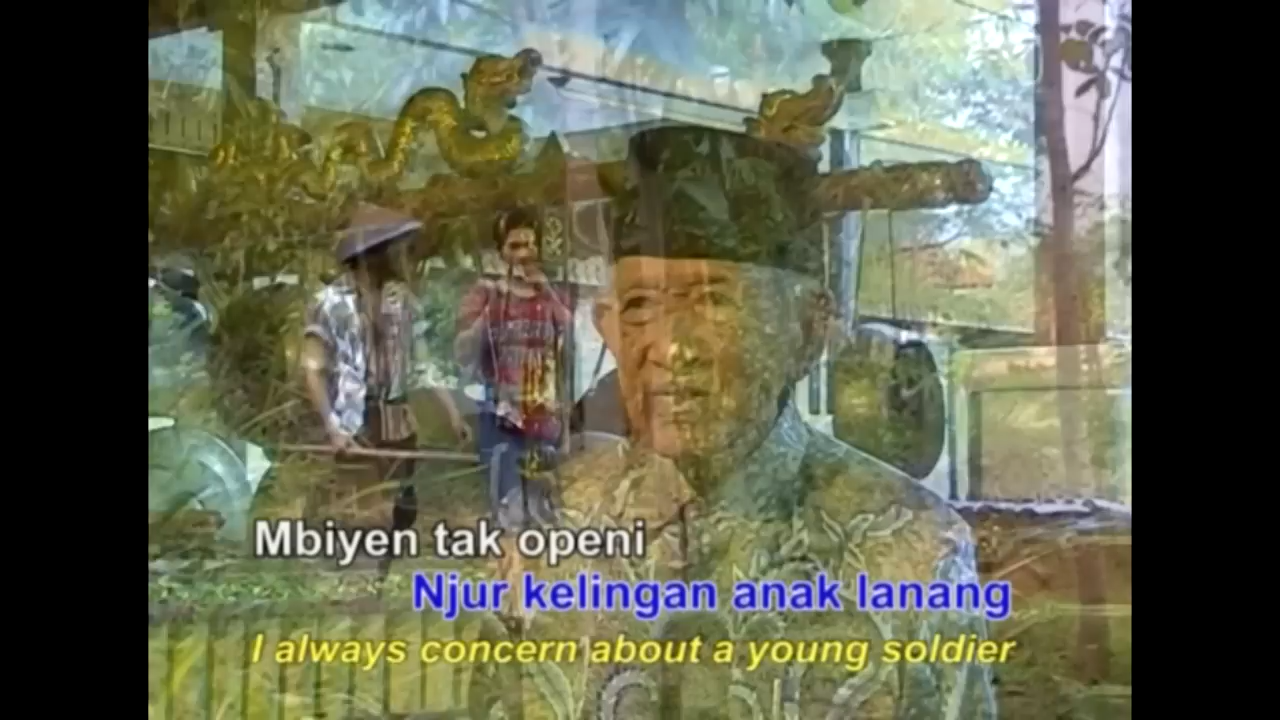 Mbiyen tak openi
Njur kelingan anak lanang
I always concern about a young soldier